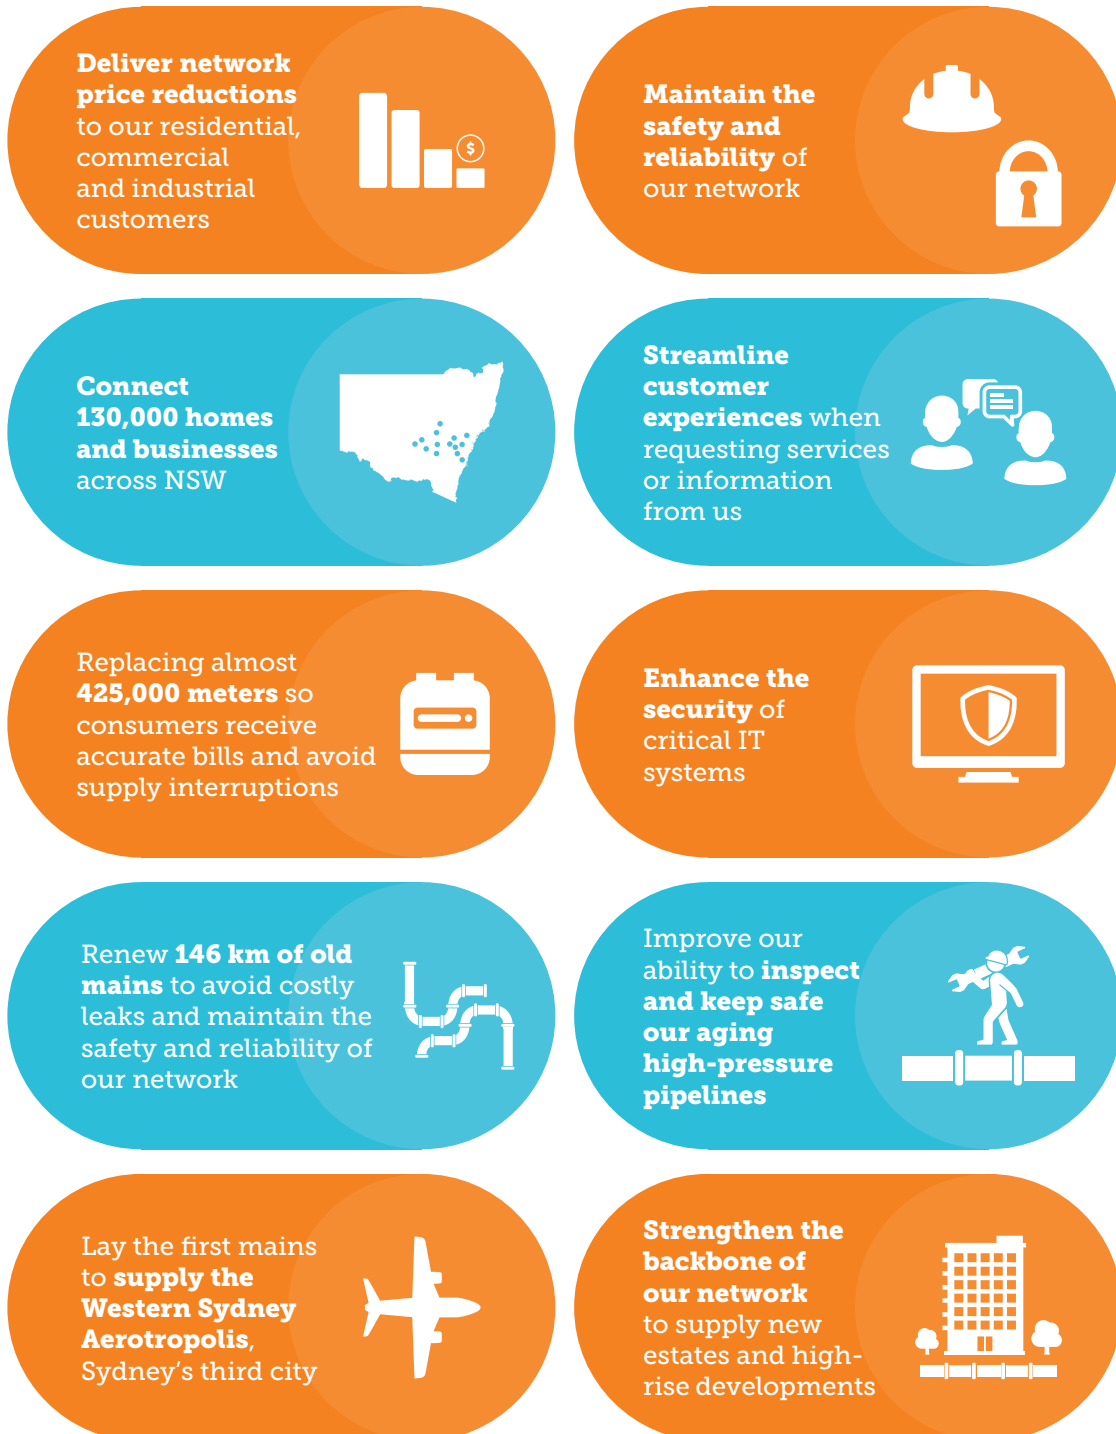 Deliver network
price reductions
to our residential,
commercial
and industrial
customers
$
Maintain the
safety and
reliability of
our network
Connect
130,000 homes
and businesses
across NSW
Streamline
customer
experiences when
requesting services
or information
from us
Replacing almost
425,000 meters so
consumers receive
accurate bills and avoid
supply interruptions
Enhance the
security of
critical IT
systems
Renew 146 km of old
mains to avoid costly
leaks and maintain the
safety and reliability of
our network
Improve our
ability to inspect
and keep safe
our aging
high-pressure
pipelines
Lay the first mains
to supply the
Western Sydney
Aerotropolis,
Sydney’s third city
Strengthen the
backbone of
our network
to supply new
estates and high-
rise developments